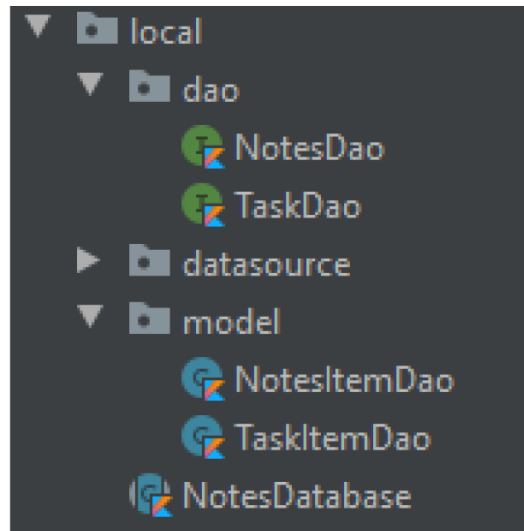 local
dao
NotesDao
TaskDao
datasource
model
NotesItemDao
TaskItemDao
NotesDatabase